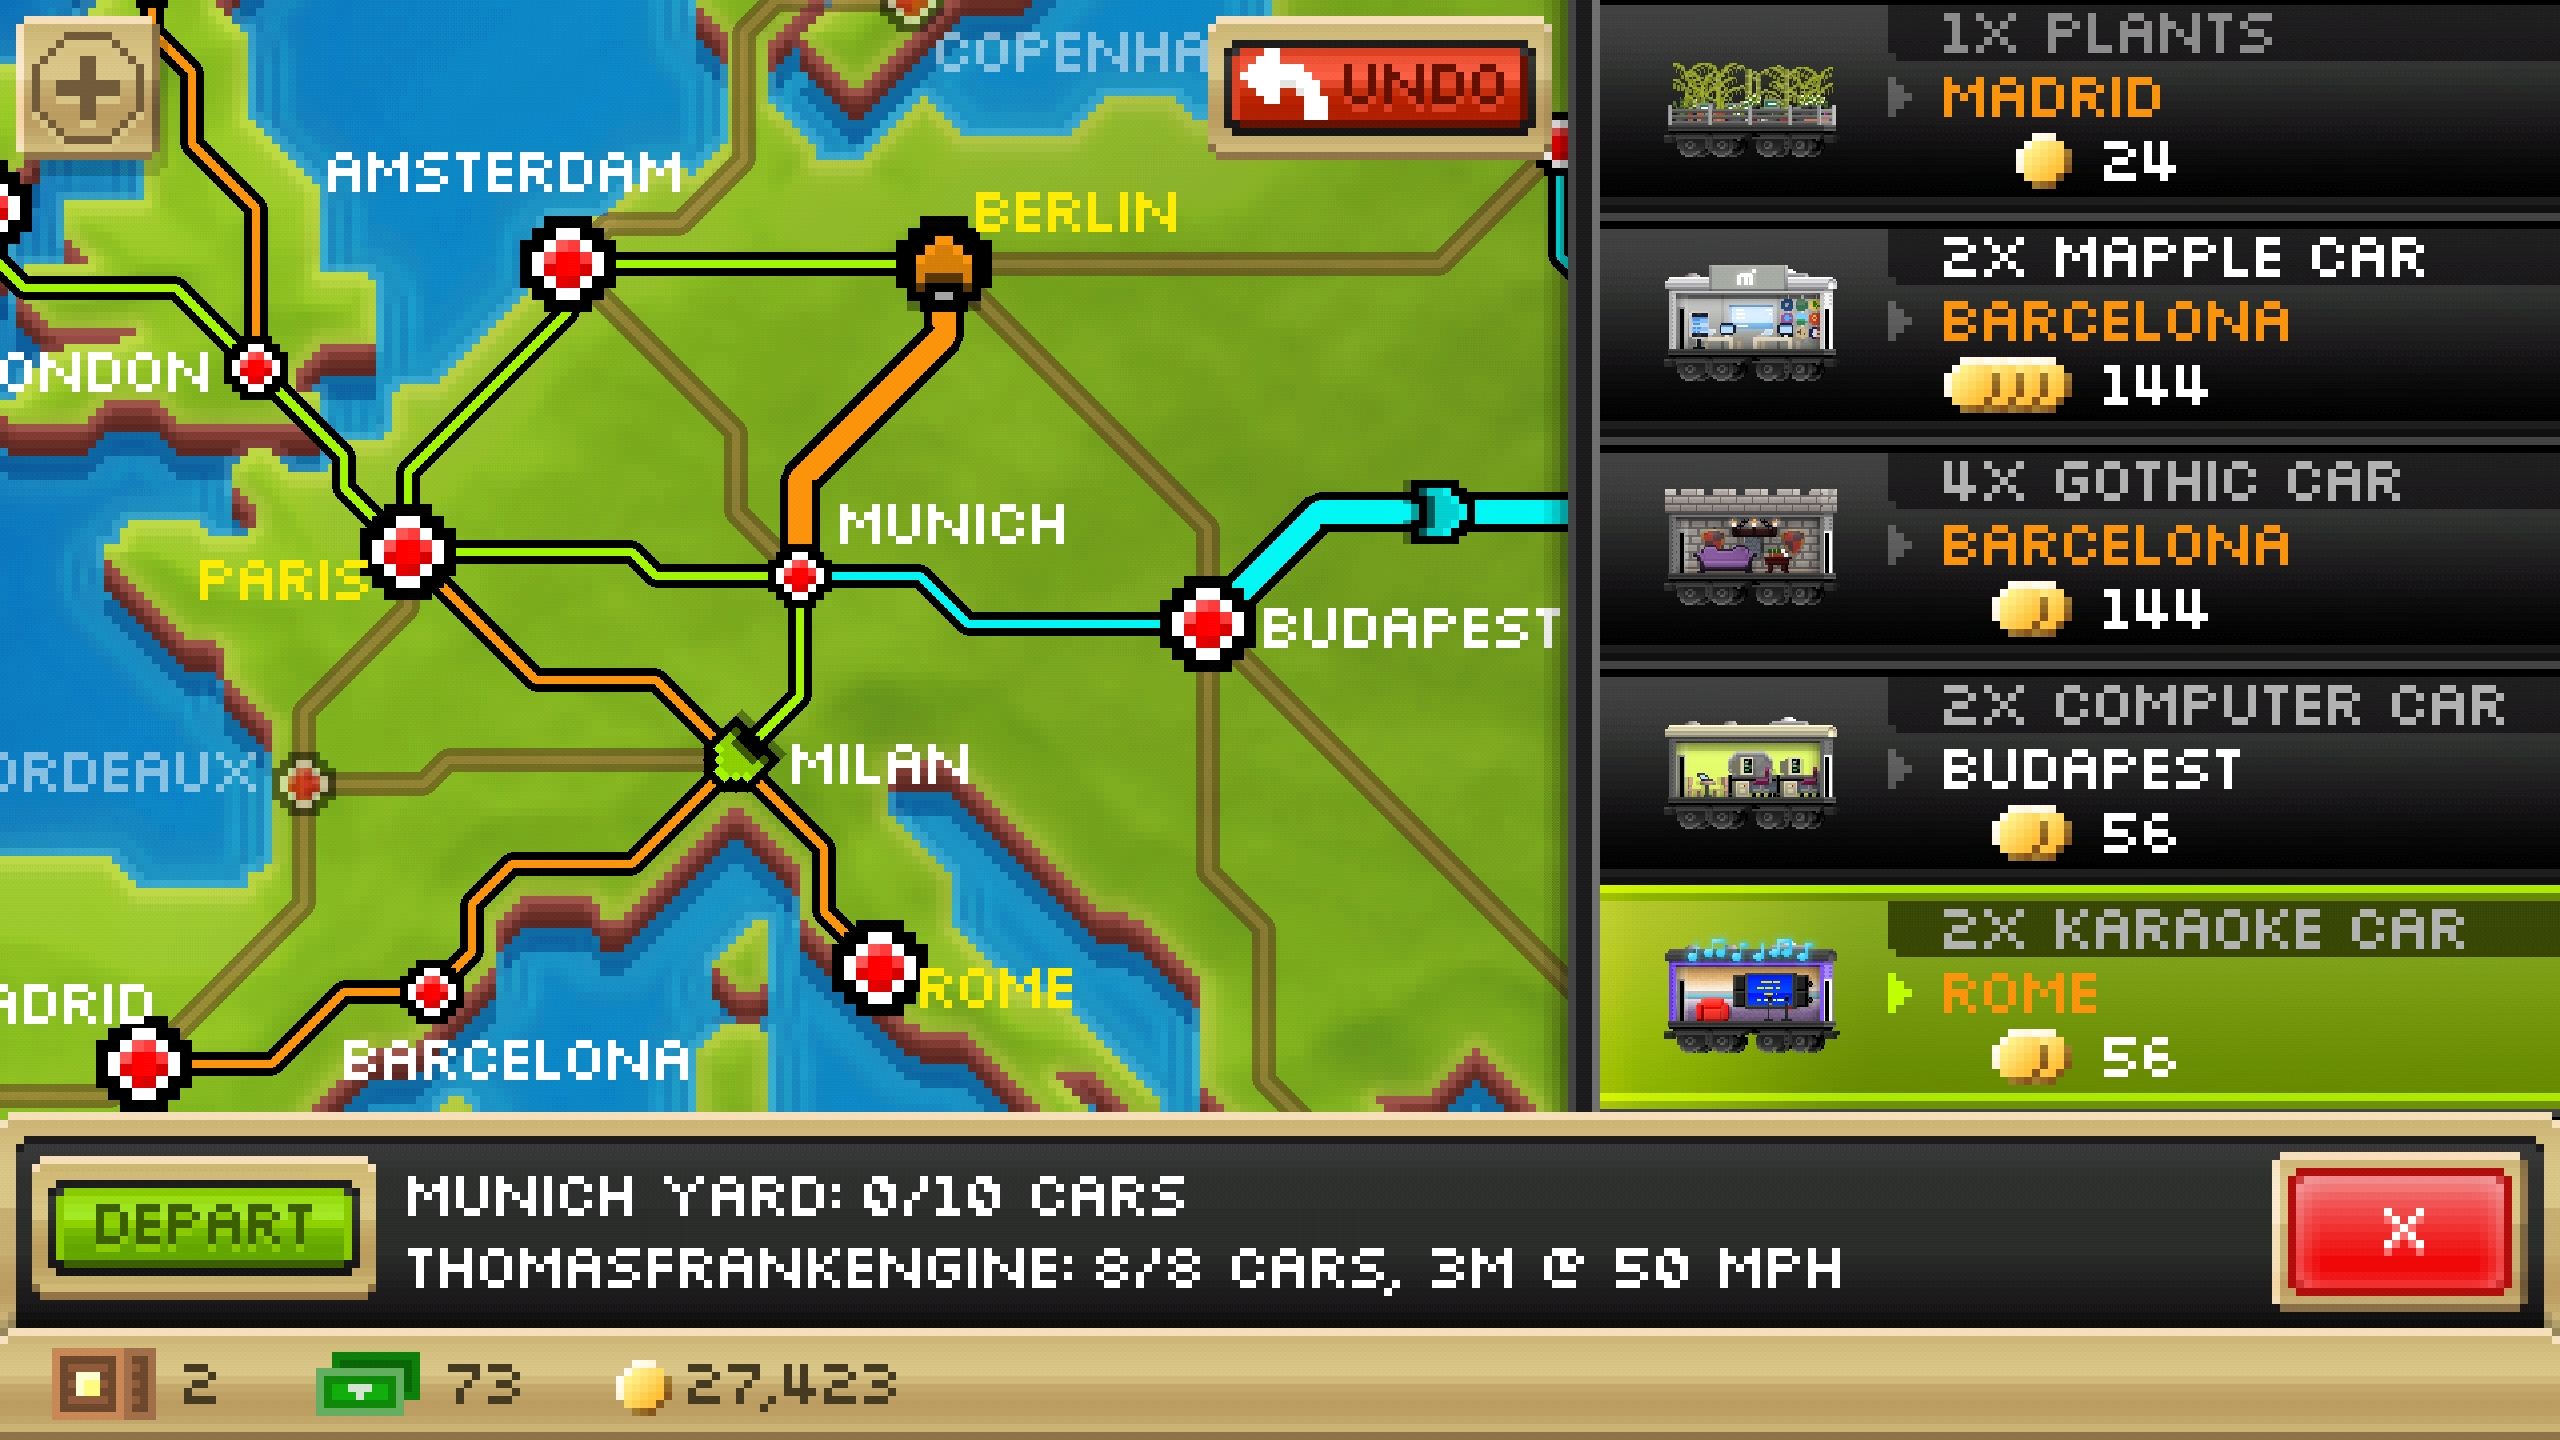 COPENHA
UNDO
AMSTERDAM
BERLIN
ONDON
MUNICH
PARIS
BUDAPEST
ORDEAUX
MILAN
ADRID
ROME
BARCELONA
1X PLANTS
MADRID
24
2X MAPPLE CAR
BARCELONA
144
m
4X GOTHIC CAR
BARCELONA
144
2X COMPUTER CAR
BUDAPEST
56
2X KARAOKE CAR
ROME
56
DEPART
MUNICH YARD: 0/10 CARS
THOMASFRANKENGINE: 8/8 CARS, 3M @ 50 MPH
X
2
73
27,423